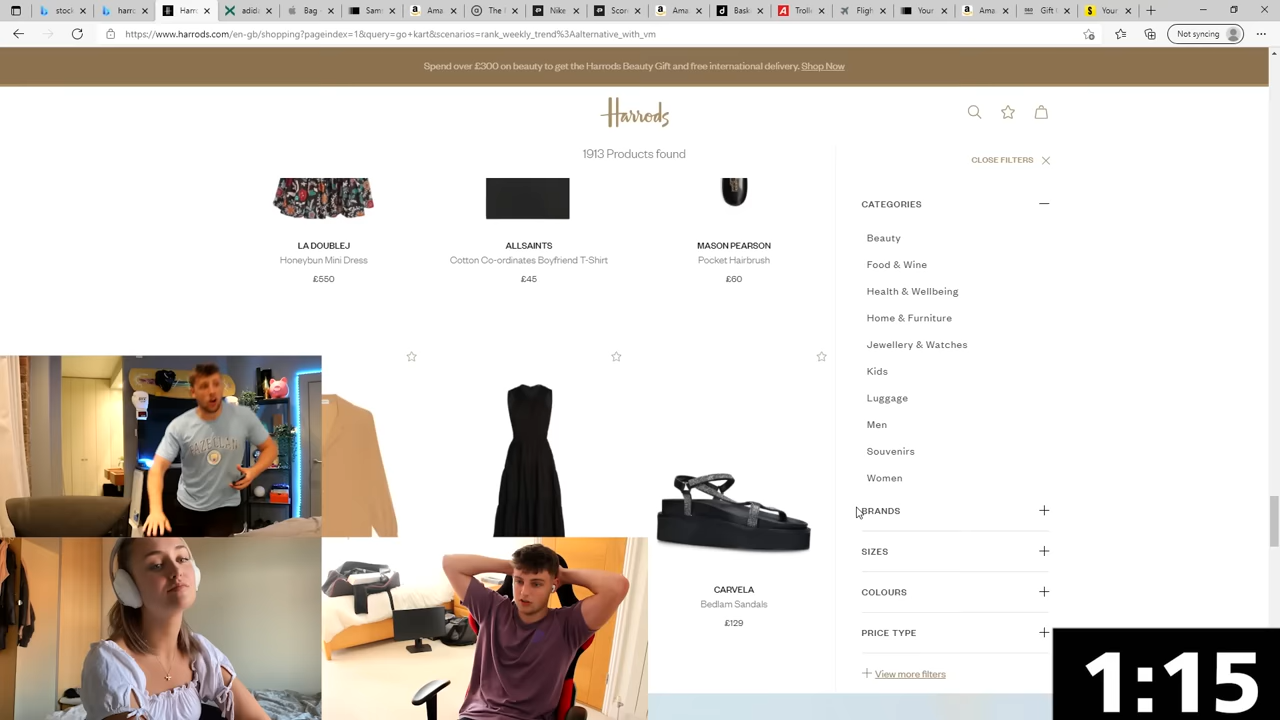 https://www.harrods.com/en-gb/shopping?pageindex=1&query=go+kart&scenarios=rank_weekly_trend%3Aalternative_with_vm
Not syncing
Spend over £300 on beauty to get the Harrods Beauty Gift and free international delivery. Shop Now
Harrods
1913 Products found
CLOSE FILTERS
LA DOUBLEJ
Honeybun Mini Dress
£550
ALLSAINTS
Cotton Co-ordinates Boyfriend T-Shirt
£45
MASON PEARSON
Pocket Hairbrush
£60
CARVELA
Bedlam Sandals
£129
CATEGORIES
Beauty
Food & Wine
Health & Wellbeing
Home & Furniture
Jewellery & Watches
Kids
Luggage
Men
Souvenirs
Women
BRANDS
SIZES
COLOURS
PRICE TYPE
View more filters
1:15